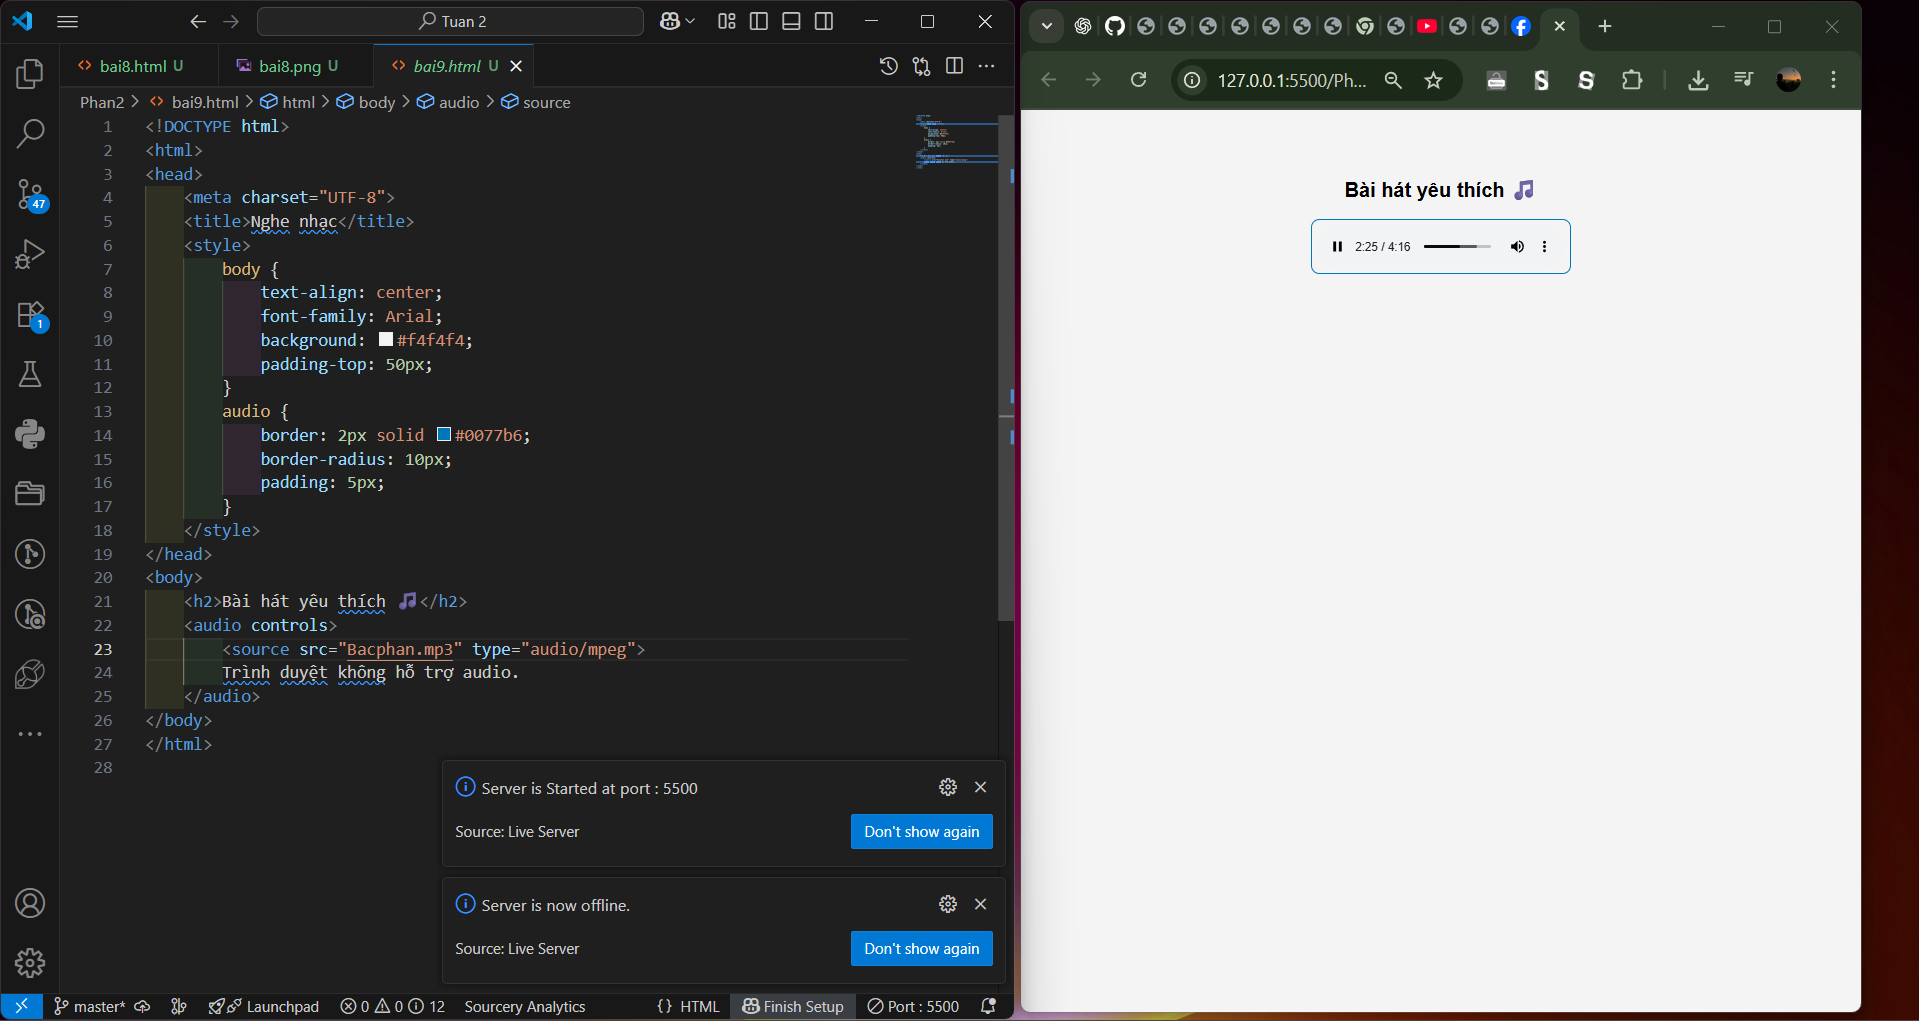 Tuan 2
bai8.html U
bai8.png U
bai9.html U
Phan2 > bai9.html > html > body > audio > source
1 <!DOCTYPE html>
2 <html>
3 <head>
4 <meta charset="UTF-8">
5 <title>Nghe nhạc</title>
6 <style>
7 body {
8 text-align: center;
9 font-family: Arial;
10 background: #f4f4f4;
11 padding-top: 50px;
12 }
13 audio {
14 border: 2px solid #0077b6;
15 border-radius: 10px;
16 padding: 5px;
17 }
18 </style>
19 </head>
20 <body>
21 <h2>Bài hát yêu thích 🎵</h2>
22 <audio controls>
23 <source src="Bacphan.mp3" type="audio/mpeg">
24 Trình duyệt không hỗ trợ audio.
25 </audio>
26 </body>
27 </html>
28
47
1
Server is Started at port : 5500
Source: Live Server
Don't show again
Server is now offline.
Source: Live Server
Don't show again
master*
Launchpad
0 0 12
Sourcery Analytics
{} HTML
Finish Setup
Port : 5500
127.0.0.1:5500/Ph...
Bài hát yêu thích 🎵
2:25 / 4:16